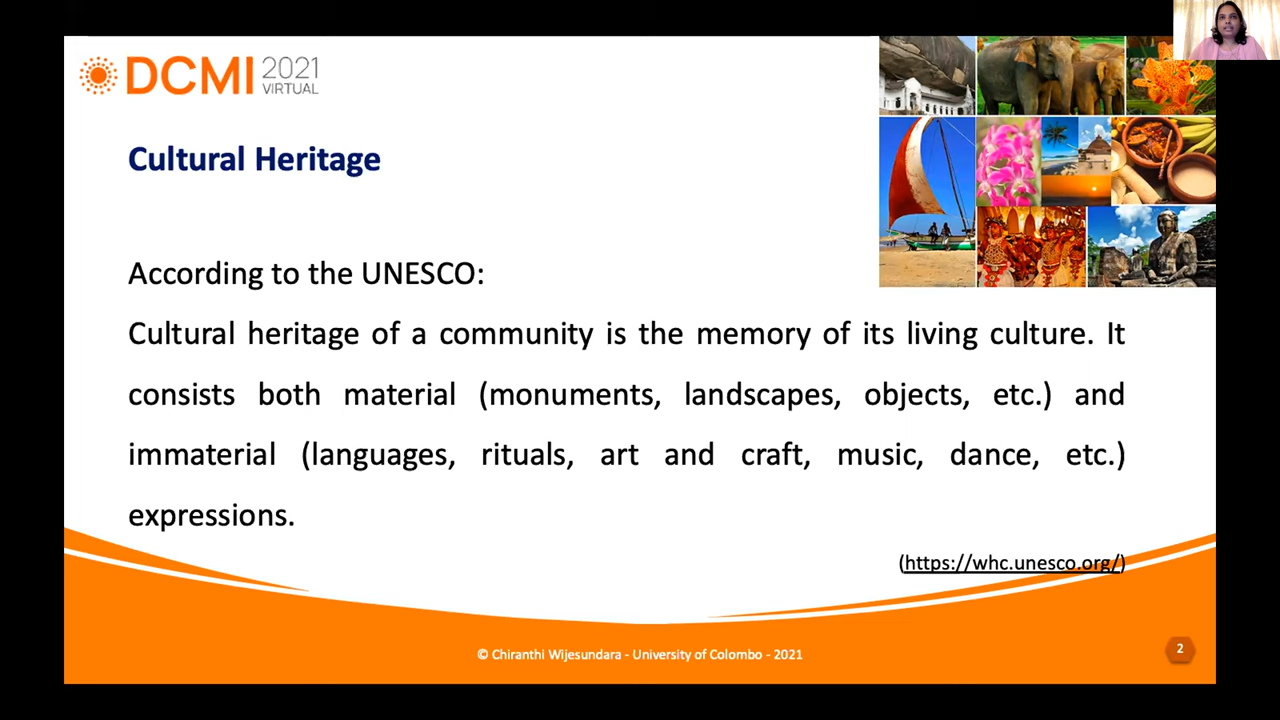 DCMI 2021
VIRTUAL
Cultural Heritage
According to the UNESCO:
Cultural heritage of a community is the memory of its living culture. It
consists both material (monuments, landscapes, objects, etc.) and
immaterial (languages, rituals, art and craft, music, dance, etc.)
expressions.
(https://whc.unesco.org/)
© Chiranthi Wijesundara - University of Colombo - 2021
2